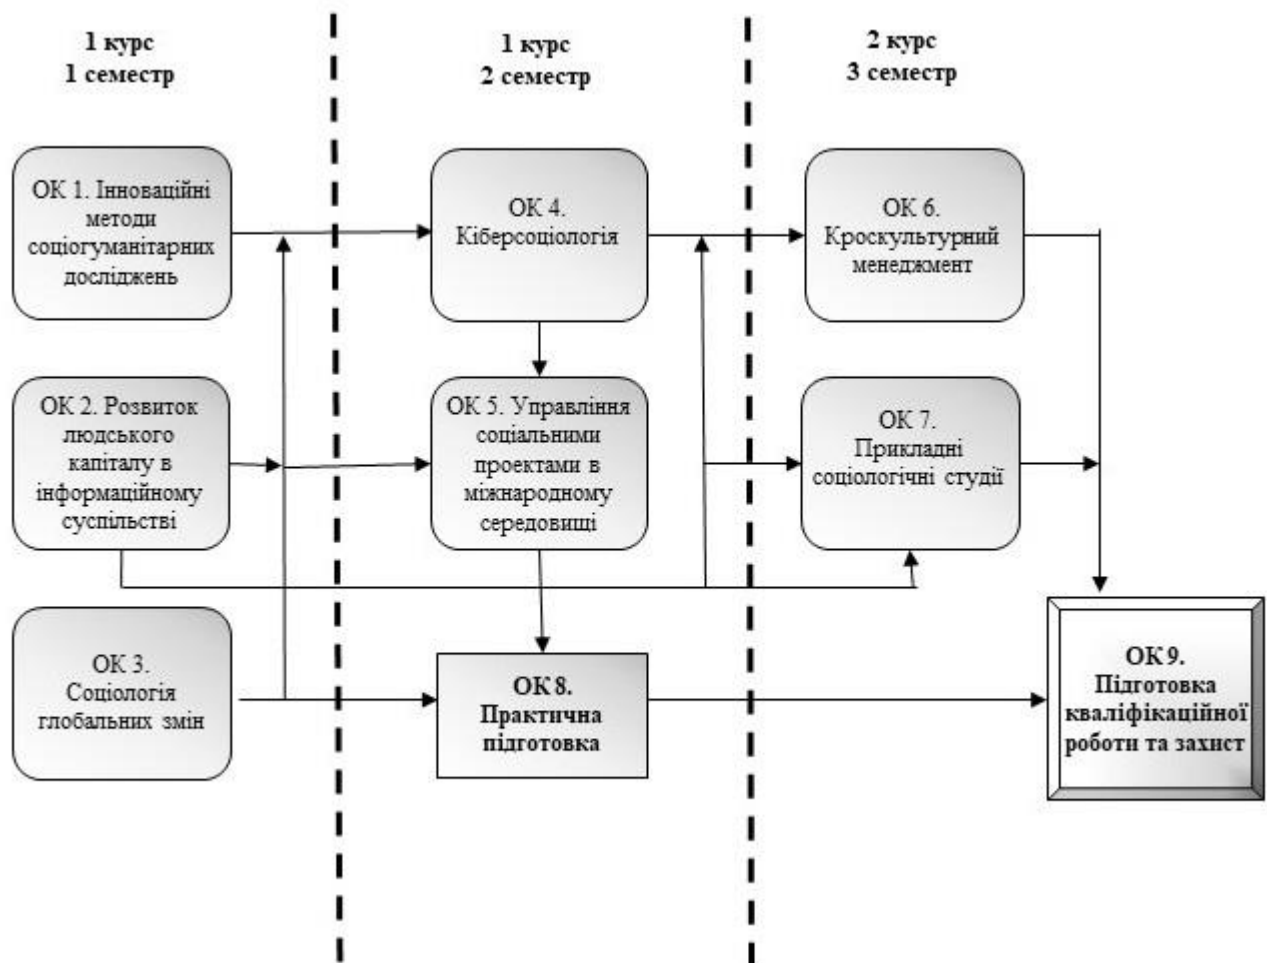 1 курс
1 семестр
1 курс
2 семестр
2 курс
3 семестр
ОК 1. Інноваційні
методи
соціогуманітарних
досліджень
ОК 4.
Кіберсоціологія
ОК 6.
Кроскультурний
менеджмент
ОК 2. Розвиток
людського
капіталу в
інформаційному
суспільстві
ОК 5. Управління
соціальними
проектами в
міжнародному
середовищі
ОК 7.
Прикладні
соціологічні студії
ОК 3.
Соціологія
глобальних змін
ОК 8.
Практична
підготовка
ОК 9.
Підготовка
кваліфікаційної
роботи та захист